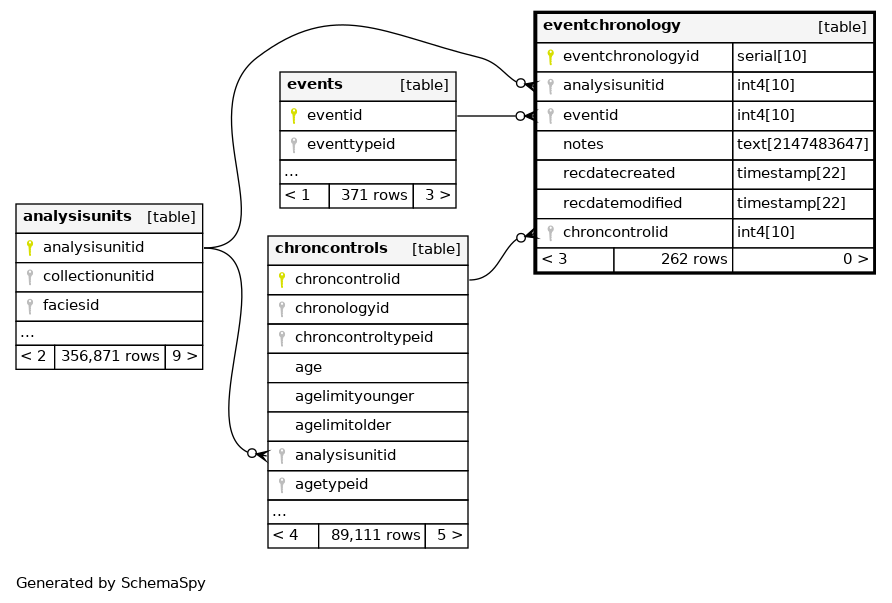 eventchronology [table]
eventchronologyid serial[10]
analysisunitid int4[10]
eventid int4[10]
notes text[2147483647]
recdatecreated timestamp[22]
recdatemodified timestamp[22]
chroncontrolid int4[10]
< 3 262 rows 0 >
events [table]
eventid
eventtypeid
...
< 1 371 rows 3 >
analysisunits [table]
analysisunitid
collectionunitid
faciesid
...
< 2 356,871 rows 9 >
chroncontrols [table]
chroncontrolid
chronologyid
chroncontroltypeid
age
agelimityounger
agelimitolder
analysisunitid
agetypeid
...
< 4 89,111 rows 5 >
Generated by SchemaSpy